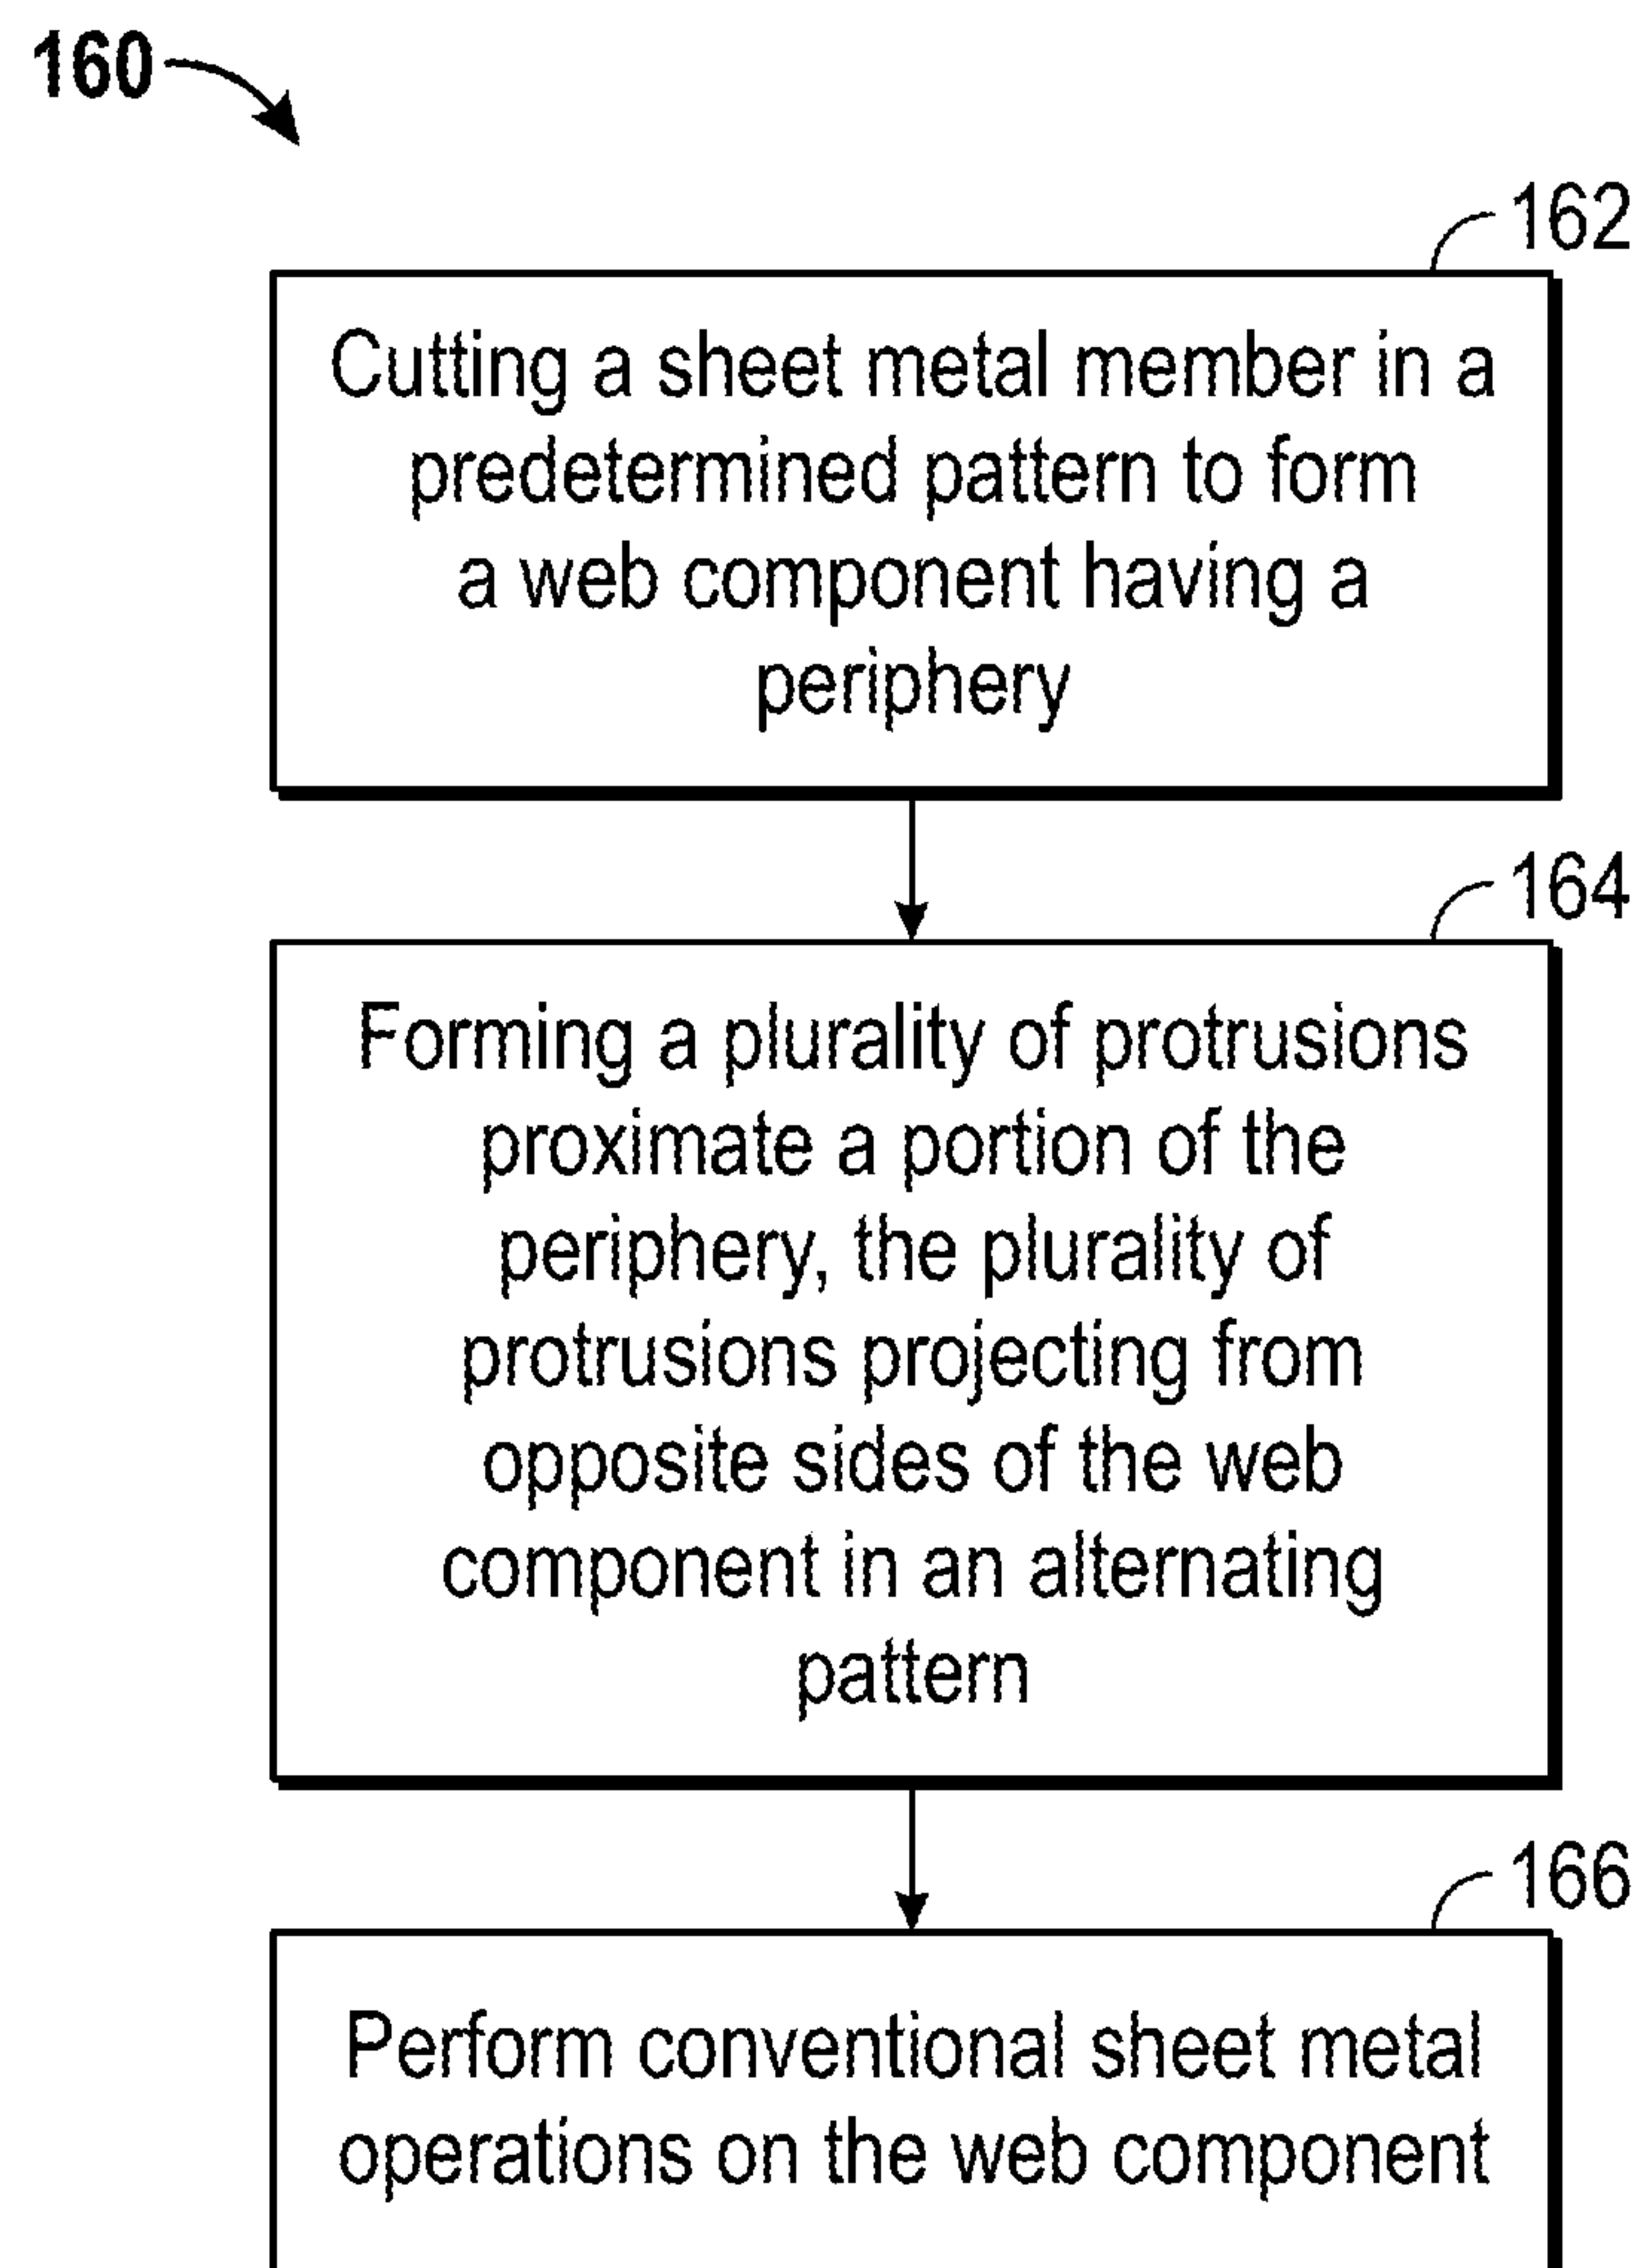 160
162
Cutting a sheet metal member in a
predetermined pattern to form
a web component having a
periphery
164
Forming a plurality of protrusions
proximate a portion of the
periphery, the plurality of
protrusions projecting from
opposite sides of the web
component in an alternating
pattern
166
Perform conventional sheet metal
operations on the web component